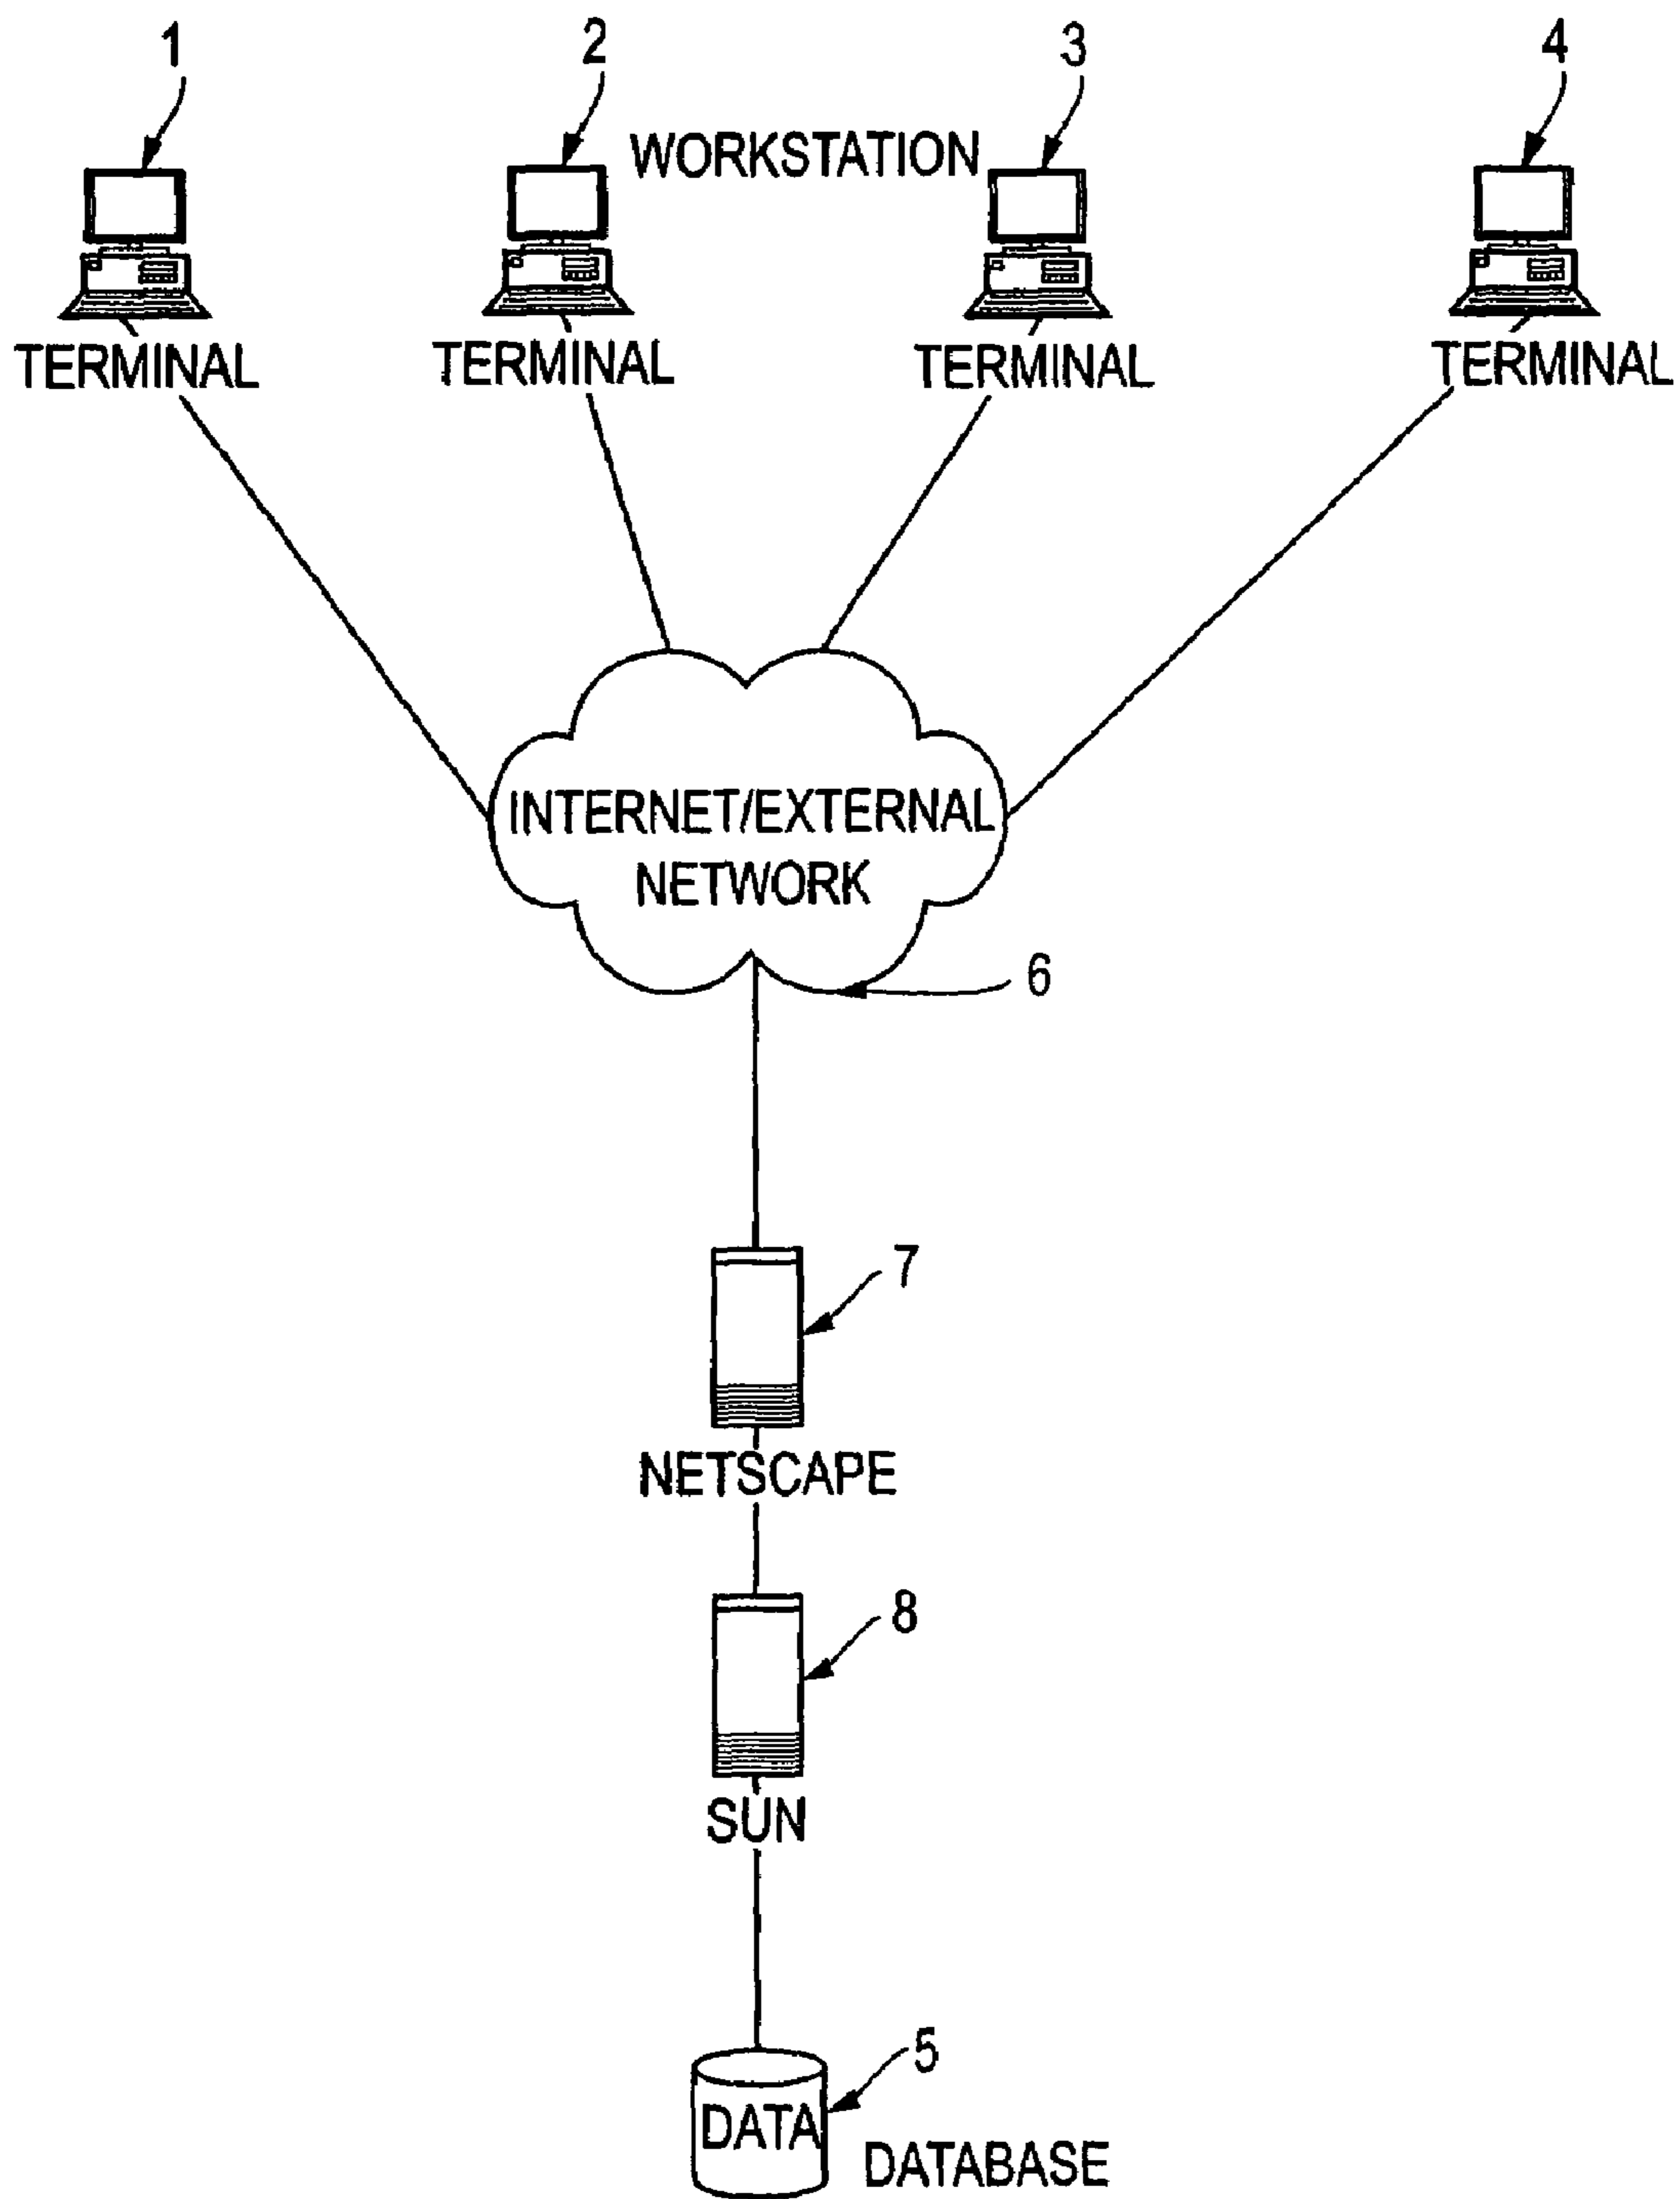 1
2
3
4
WORKSTATION
TERMINAL
TERMINAL
TERMINAL
TERMINAL
INTERNET/EXTERNAL
NETWORK
6
7
NETSCAPE
8
SUN
5
DATA
DATABASE